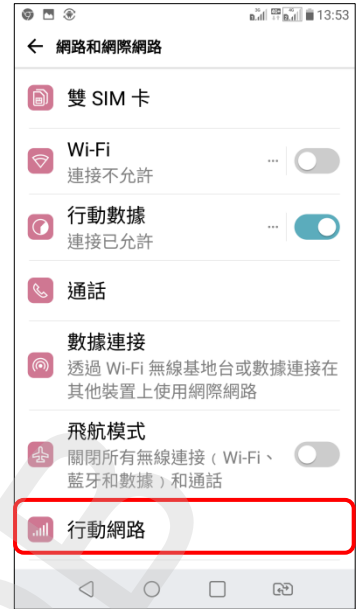 13:53
網路和網際網路
雙 SIM 卡
Wi-Fi
連接不允許
行動數據
連接已允許
通話
數據連接
透過 Wi-Fi 無線基地台或數據連接在
其他裝置上使用網際網路
飛航模式
關閉所有無線連接（Wi-Fi、
藍牙和數據）和通話
行動網路